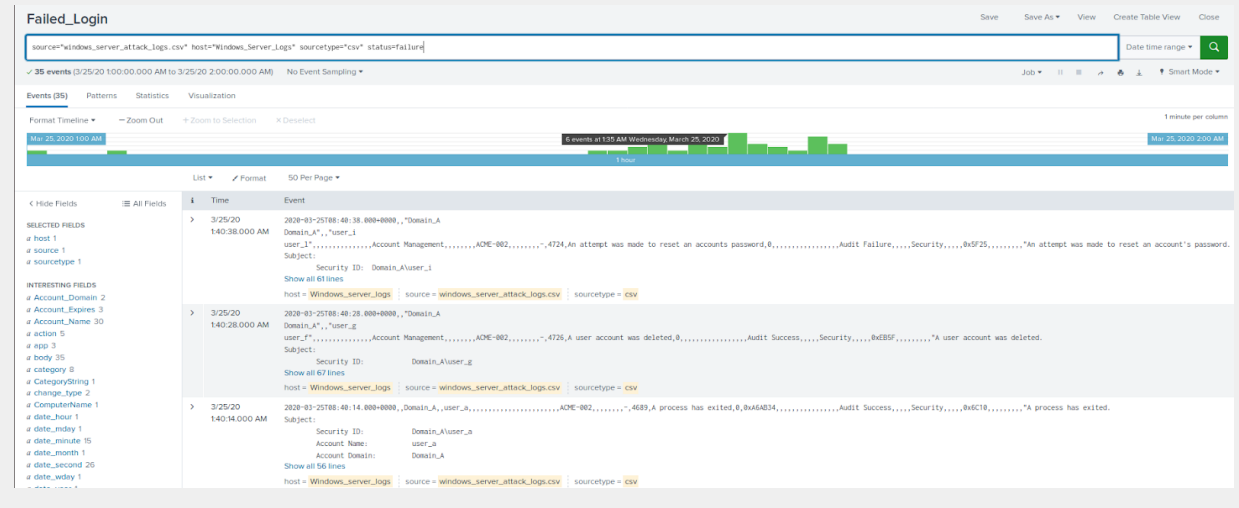 Failed_Login
Save Save As View Create Table View Close
source="windows_server_attack_logs.csv" host="Windows_Server_Logs" sourcetype="csv" status=failure
Date time range
35 events (3/25/20 1:00:00.000 AM to 3/25/20 2:00:00.000 AM) No Event Sampling
Job Smart Mode
Events (35) Patterns Statistics Visualization
Format Timeline — Zoom Out + Zoom to Selection × Deselect
1 minute per column
Mar 25, 2020 1:00 AM
6 events at 1:35 AM Wednesday, March 25, 2020
Mar 25, 2020 2:00 AM
1 hour
List Format 50 Per Page
< Hide Fields All Fields
i Time Event
SELECTED FIELDS
a host 1
a source 1
a sourcetype 1
INTERESTING FIELDS
a Account_Domain 2
a Account_Expires 3
a Account_Name 30
a action 5
a app 3
a body 35
a category 8
a CategoryString 1
a change_type 2
a ComputerName 1
a date_hour 1
a date_mday 1
a date_minute 15
a date_month 1
a date_second 26
a date_wday 1
> 3/25/20
1:40:38.000 AM
2020-03-25T08:40:38.000+0000,,"Domain_A
Domain_A",,"user_i
user_l",,,,,,,,,,,,,,,Account Management,,,,,,,,ACME-002,,,,,,,,-,4724,An attempt was made to reset an accounts password,0,,,,,,,,,,,,,,,,,Audit Failure,,,,,Security,,,,,0x5F25,,,,,,,,,"An attempt was made to reset an account's password.
Subject:
Security ID: Domain_A\user_i
Show all 61 lines
host = Windows_server_logs source = windows_server_attack_logs.csv sourcetype = csv
> 3/25/20
1:40:28.000 AM
2020-03-25T08:40:28.000+0000,,"Domain_A
Domain_A",,"user_g
user_f",,,,,,,,,,,,,,,Account Management,,,,,,,,ACME-002,,,,,,,,-,4726,A user account was deleted,0,,,,,,,,,,,,,,,,,Audit Success,,,,,Security,,,,,0xEB5F,,,,,,,,,"A user account was deleted.
Subject:
Security ID: Domain_A\user_g
Show all 67 lines
host = Windows_server_logs source = windows_server_attack_logs.csv sourcetype = csv
> 3/25/20
1:40:14.000 AM
2020-03-25T08:40:14.000+0000,,Domain_A,,user_a,,,,,,,,,,,,,,,,,,,,,,,ACME-002,,,,,,,,-,4689,A process has exited,0,0xA6AB34,,,,,,,,,,,,,,,,Audit Success,,,,,Security,,,,,0x6C10,,,,,,,,,"A process has exited.
Subject:
Security ID: Domain_A\user_a
Account Name: user_a
Account Domain: Domain_A
Show all 56 lines
host = Windows_server_logs source = windows_server_attack_logs.csv sourcetype = csv